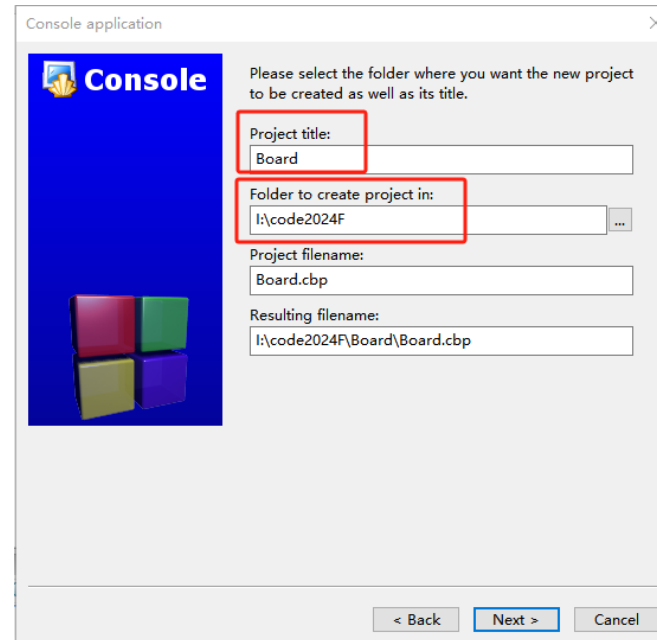 Console application
Console
Please select the folder where you want the new project
to be created as well as its title.
Project title:
Board
Folder to create project in:
I:\code2024F
...
Project filename:
Board.cbp
Resulting filename:
I:\code2024F\Board\Board.cbp
< Back
Next >
Cancel